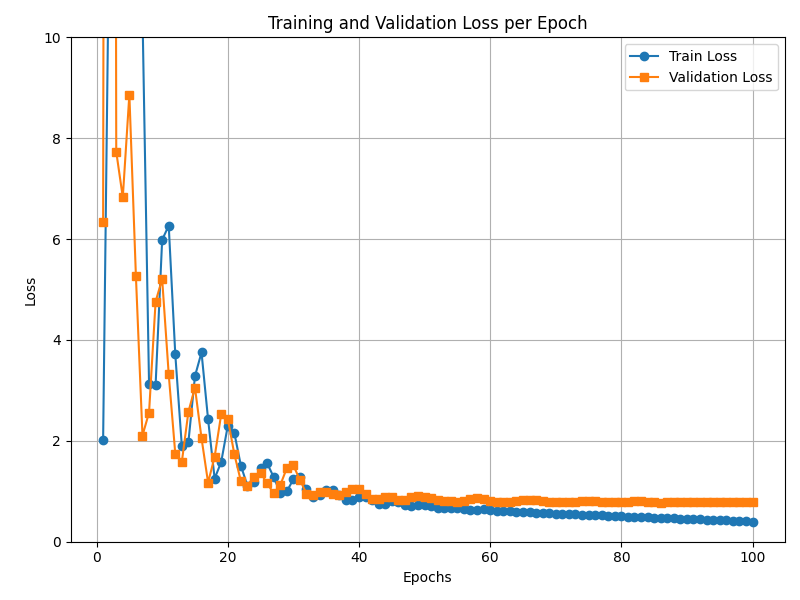 Training and Validation Loss per Epoch
Train Loss
Validation Loss
10
8
6
4
2
0
Loss
0 20 40 60 80 100
Epochs